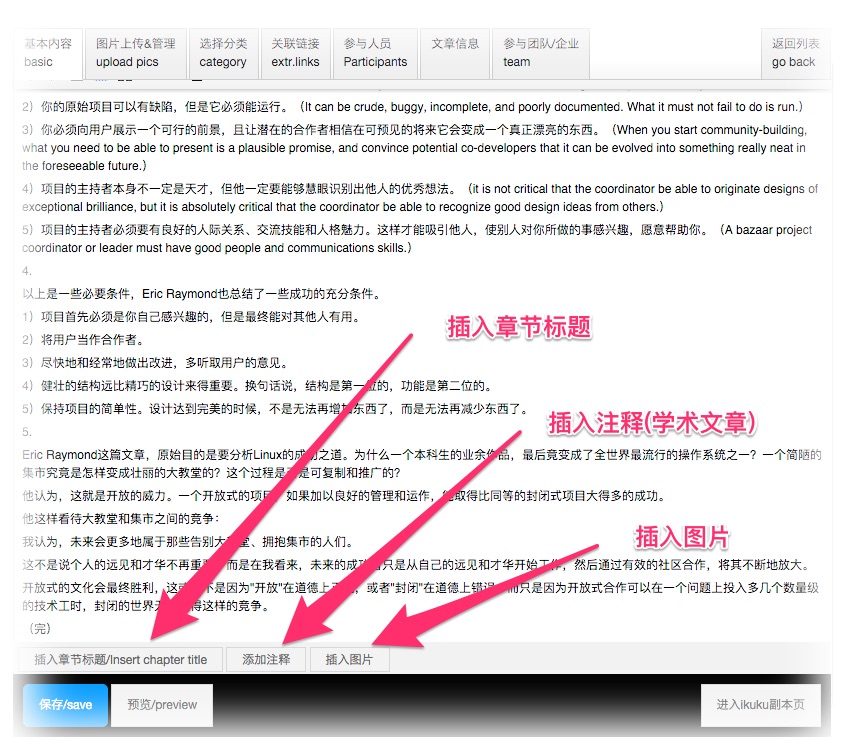 基本内容 图片上传&管理 选择分类 关联链接 参与人员 文章信息 参与团队/企业 返回列表
basic upload pics category extr.links Participants team go back
2）你的原始项目可以有缺陷，但是它必须能运行。（It can be crude, buggy, incomplete, and poorly documented. What it must not fail to do is run.）
3）你必须向用户展示一个可行的前景，且让潜在的合作者相信在可预见的将来它会变成一个真正漂亮的东西。（When you start community-building,
what you need to be able to present is a plausible promise, and convince potential co-developers that it can be evolved into something really neat in
the foreseeable future.）
4）项目的主持者本身不一定是天才，但他一定要能够慧眼识别出他人的优秀想法。（it is not critical that the coordinator be able to originate designs of
exceptional brilliance, but it is absolutely critical that the coordinator be able to recognize good design ideas from others.）
5）项目的主持者必须要有良好的人际关系、交流技能和人格魅力。这样才能吸引他人，使别人对你所做的事感兴趣，愿意帮助你。（A bazaar project
coordinator or leader must have good people and communications skills.）
4.
以上是一些必要条件，Eric Raymond也总结了一些成功的充分条件。
1）项目首先必须是你自己感兴趣的，但是最终能对其他人有用。
插入章节标题
2）将用户当作合作者。
3）尽快地和经常地做出改进，多听取用户的意见。
4）健壮的结构远比精巧的设计来得重要。换句话说，结构是第一位的，功能是第二位的。
5）保持项目的简单性。设计达到完美的时候，不是无法再增加东西了，而是无法再减少东西了。
插入注释(学术文章)
5.
Eric Raymond这篇文章，原始目的是要分析Linux的成功之道。为什么一个本科生的业余作品，最后竟变成了全世界最流行的操作系统之一？一个简陋的
集市究竟是怎样变成壮丽的大教堂的？这个过程是否是可复制和推广的？
他认为，这就是开放的威力。一个开放式的项目，如果加以良好的管理和运作，能取得比同等的封闭式项目大得多的成功。
他这样看待大教堂和集市之间的竞争：
插入图片
我认为，未来会更多地属于那些告别大教堂、拥抱集市的人们。
这不是说个人的远见和才华不再重要，而是在我看来，未来的成功者只是从自己的远见和才华开始工作，然后通过有效的社区合作，将其不断地放大。
开放式的文化会最终胜利，这或不是因为"开放"在道德上正，或者"封闭"在道德上错误，而只是因为开放式合作可以在一个问题上投入多几个数量级
的技术工时，封闭的世界无得这样的竞争。
（完）
插入章节标题/Insert chapter title 添加注释 插入图片
保存/save 预览/preview 进入ikuku副本页